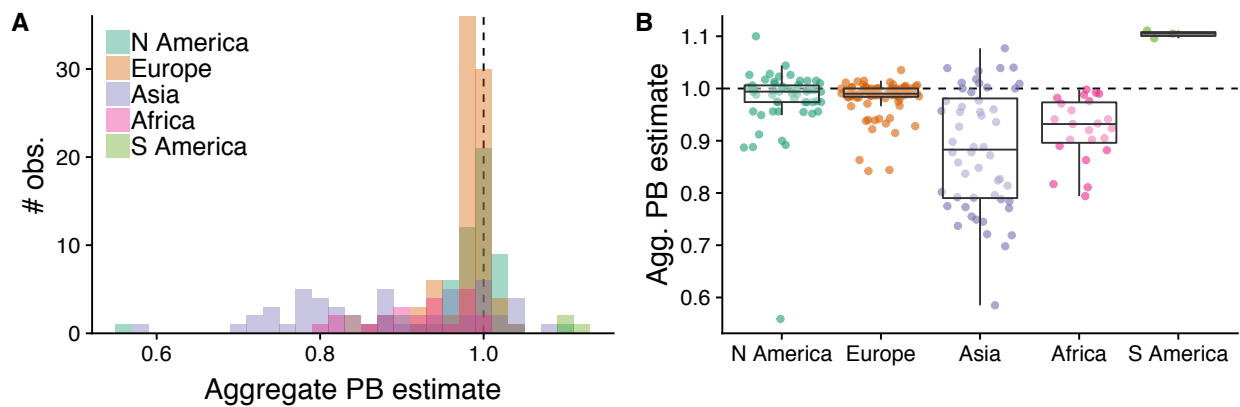 A
N America
Europe
Asia
Africa
S America
# obs.
30
20
10
0
0.6
0.8
1.0
Aggregate PB estimate
B
Agg. PB estimate
1.1
1.0
0.9
0.8
0.7
0.6
N America Europe Asia Africa S America